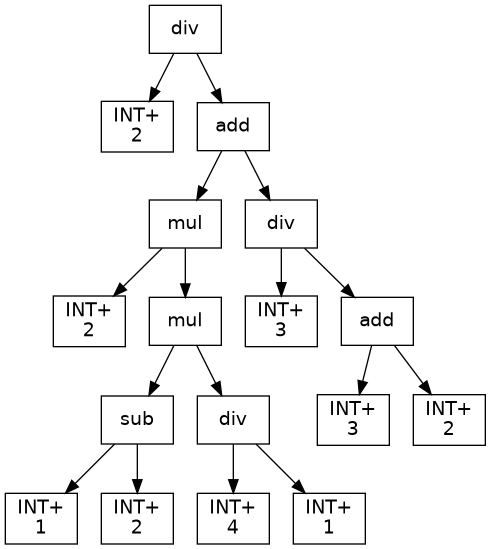 div
INT+
2
add
mul
div
INT+
2
mul
INT+
3
add
sub
div
INT+
3
INT+
2
INT+
1
INT+
2
INT+
4
INT+
1